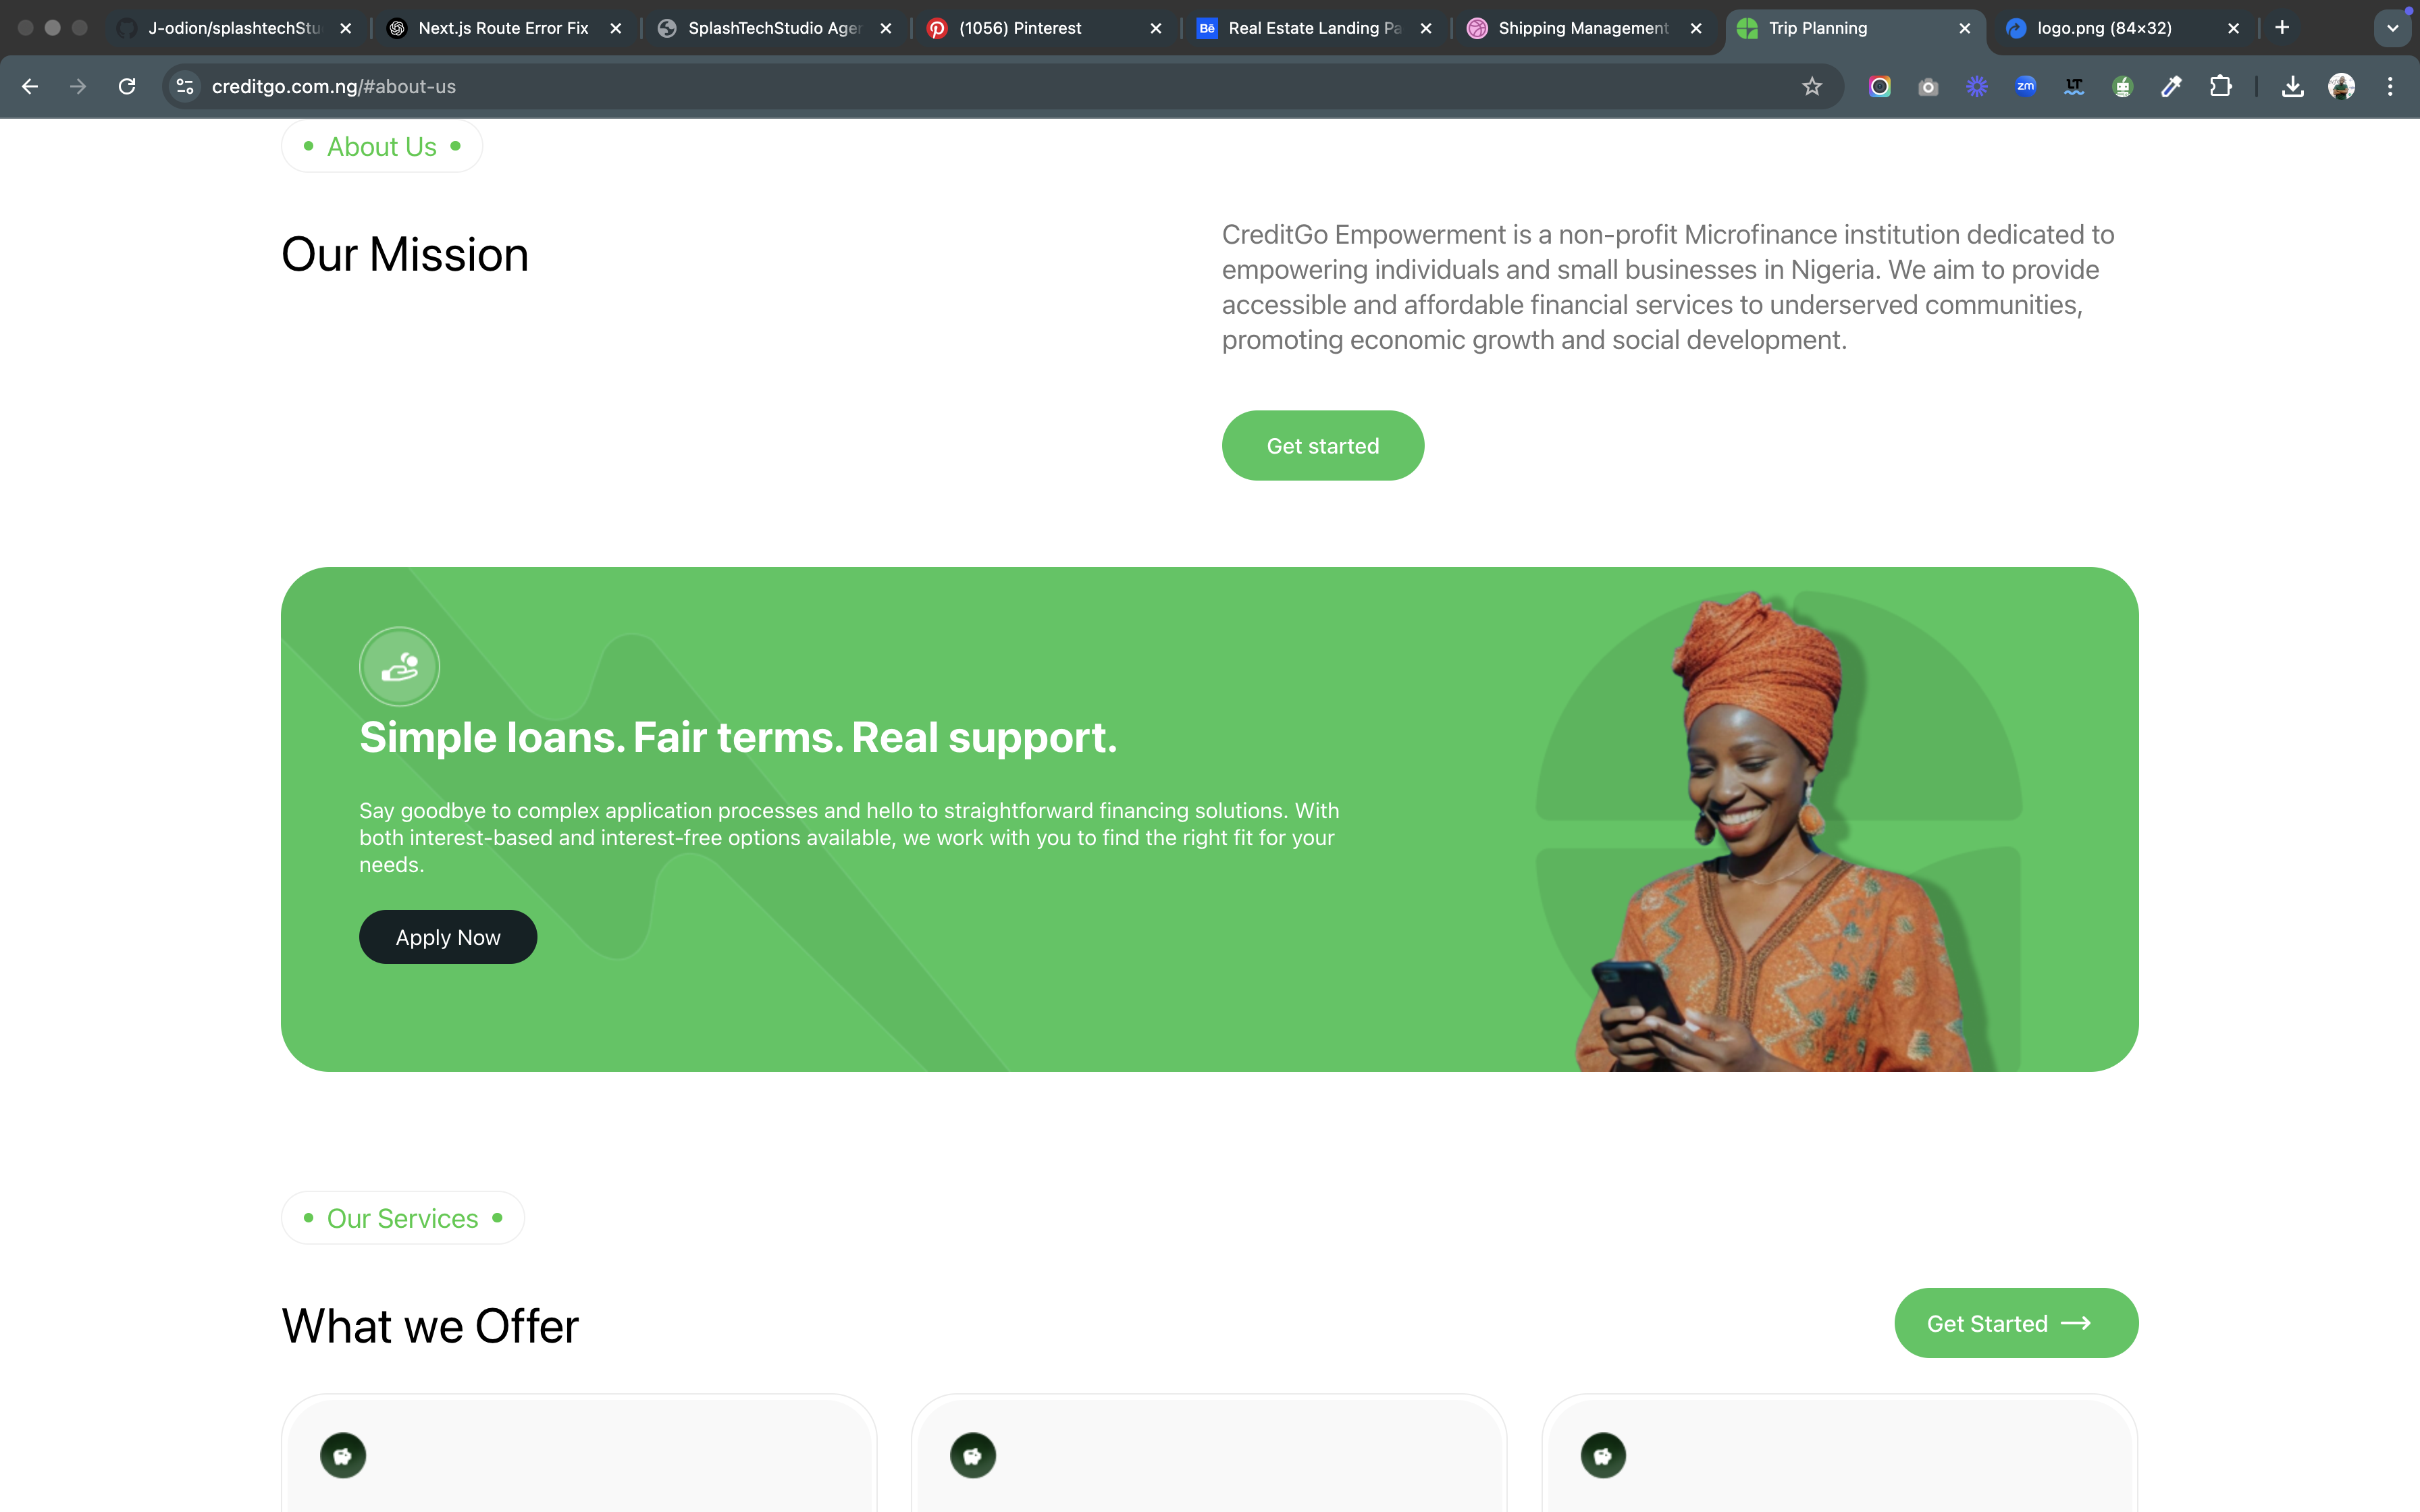 J-odion/splashtechStu
Next.js Route Error Fix
SplashTechStudio Agen
(1056) Pinterest
Bē
Real Estate Landing Pa
Shipping Management
Trip Planning
logo.png (84×32)
creditgo.com.ng/#about-us
zm
LT
About Us
Our Mission
CreditGo Empowerment is a non-profit Microfinance institution dedicated to
empowering individuals and small businesses in Nigeria. We aim to provide
accessible and affordable financial services to underserved communities,
promoting economic growth and social development.
Get started
Simple loans. Fair terms. Real support.
Say goodbye to complex application processes and hello to straightforward financing solutions. With
both interest-based and interest-free options available, we work with you to find the right fit for your
needs.
Apply Now
Our Services
What we Offer
Get Started